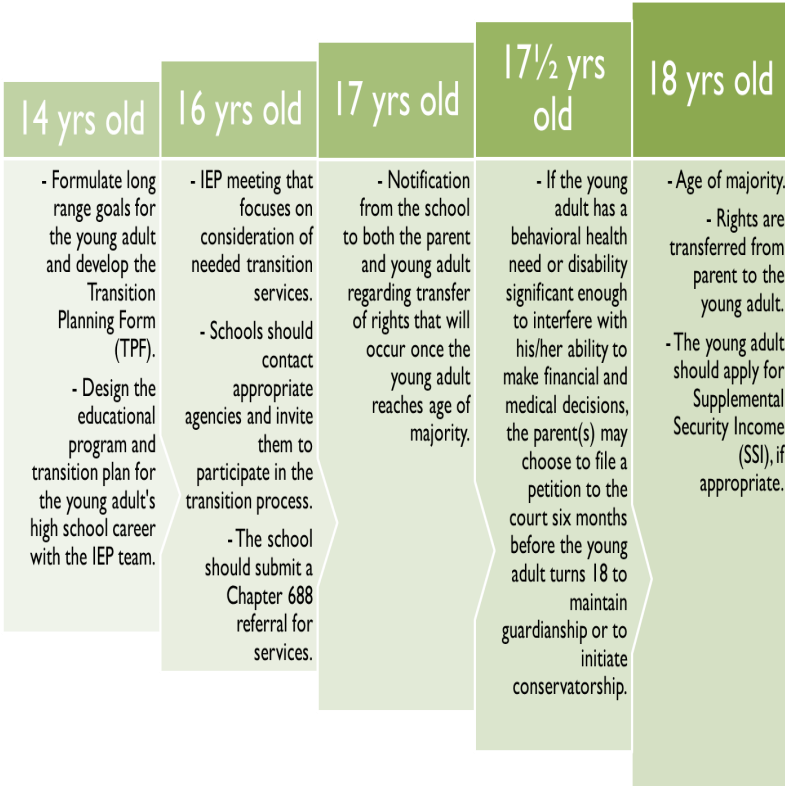 14 yrs old
- Formulate long
range goals for
the young adult
and develop the
Transition
Planning Form
(TPF).
- Design the
educational
program and
transition plan for
the young adult's
high school career
with the IEP team.
16 yrs old
- IEP meeting that
focuses on
consideration of
needed transition
services.
- Schools should
contact
appropriate
agencies and invite
them to
participate in the
transition process.
- The school
should submit a
Chapter 688
referral for
services.
17 yrs old
- Notification
from the school
to both the parent
and young adult
regarding transfer
of rights that will
occur once the
young adult
reaches age of
majority.
17½ yrs
old
- If the young
adult has a
behavioral health
need or disability
significant enough
to interfere with
his/her ability to
make financial and
medical decisions,
the parent(s) may
choose to file a
petition to the
court six months
before the young
adult turns 18 to
maintain
guardianship or to
initiate
conservatorship.
18 yrs old
- Age of majority.
- Rights are
transferred from
parent to the
young adult.
- The young adult
should apply for
Supplemental
Security Income
(SSI), if
appropriate.